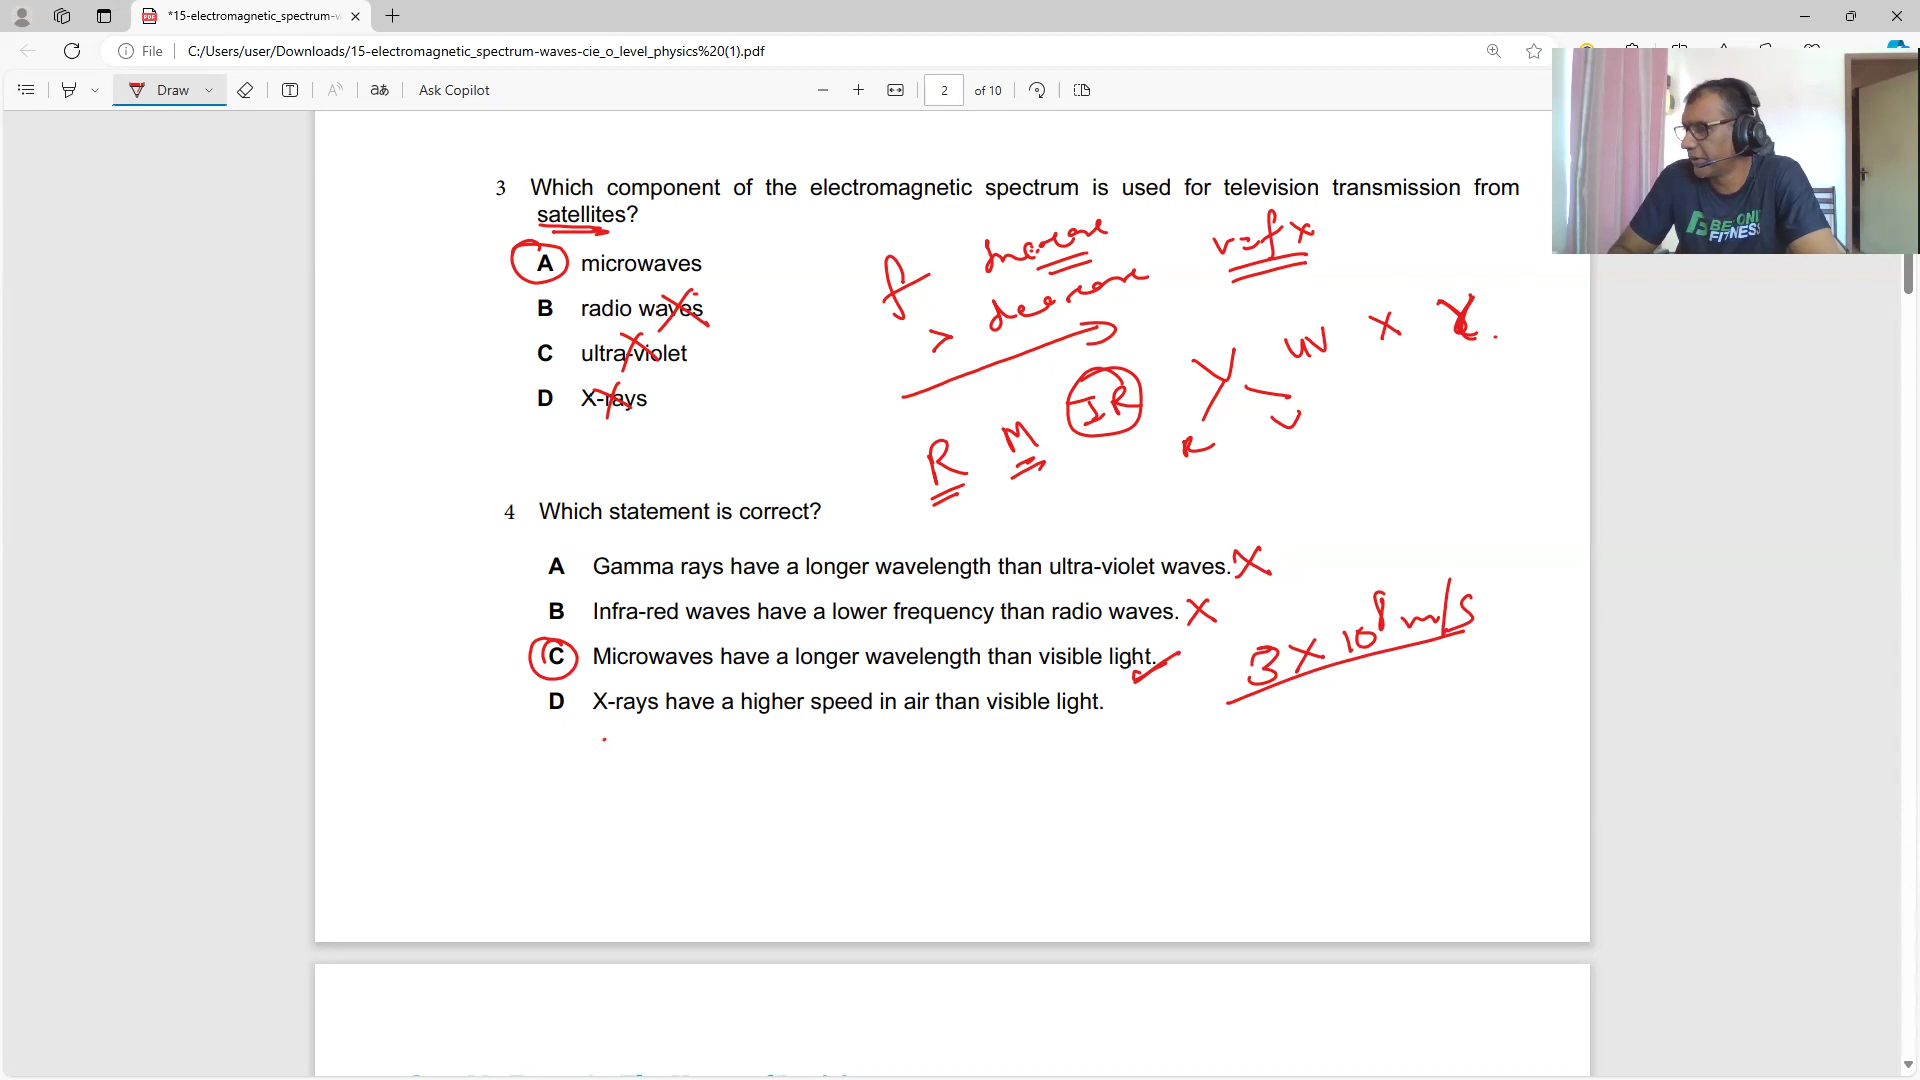 *15-electromagnetic_spectrum-w
File
C:/Users/user/Downloads/15-electromagnetic_spectrum-waves-cie_o_level_physics%20(1).pdf
Draw
Ask Copilot
2 of 10
BEYOND
FITNESS
3 Which component of the electromagnetic spectrum is used for television transmission from
satellites?
A microwaves
B radio waves
C ultra-violet
D X-rays
f increase
decrease
v=fλ
R M IR
R V
UV X γ
4 Which statement is correct?
A Gamma rays have a longer wavelength than ultra-violet waves.
B Infra-red waves have a lower frequency than radio waves.
C Microwaves have a longer wavelength than visible light.
D X-rays have a higher speed in air than visible light.
3 × 10⁸ m/s